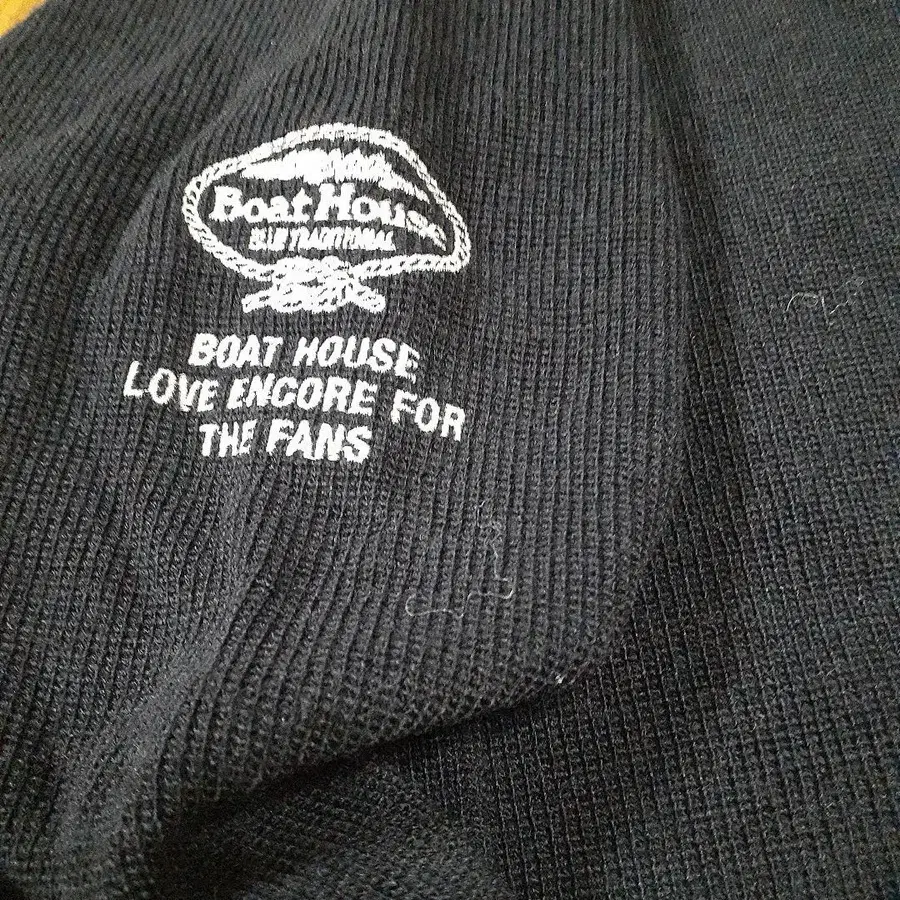 Boat House
TRADITIONAL
BOAT HOUSE
LOVE ENCORE FOR
THE FANS